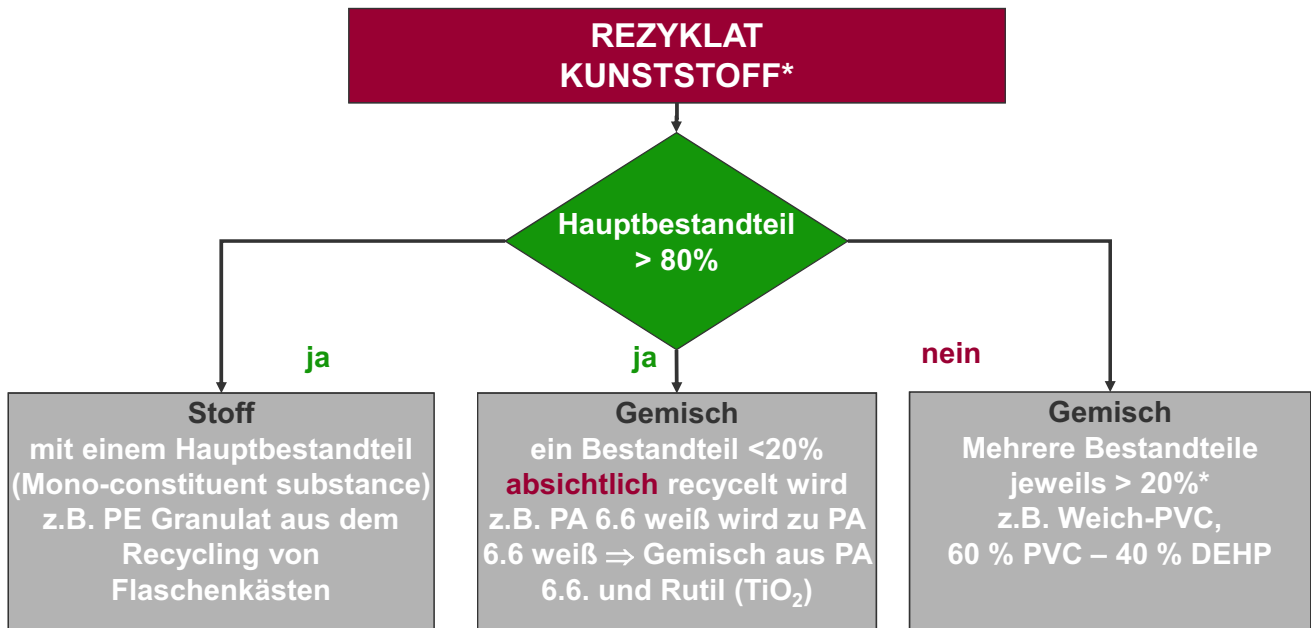 REZYKLAT
KUNSTSTOFF*
Hauptbestandteil
> 80%
ja
ja
nein
Stoff
mit einem Hauptbestandteil
(Mono-constituent substance)
z.B. PE Granulat aus dem
Recycling von
Flaschenkästen
Gemisch
ein Bestandteil <20%
absichtlich recycelt wird
z.B. PA 6.6 weiß wird zu PA
6.6 weiß ⇒ Gemisch aus PA
6.6. und Rutil (TiO₂)
Gemisch
Mehrere Bestandteile
jeweils > 20%*
z.B. Weich-PVC,
60 % PVC – 40 % DEHP